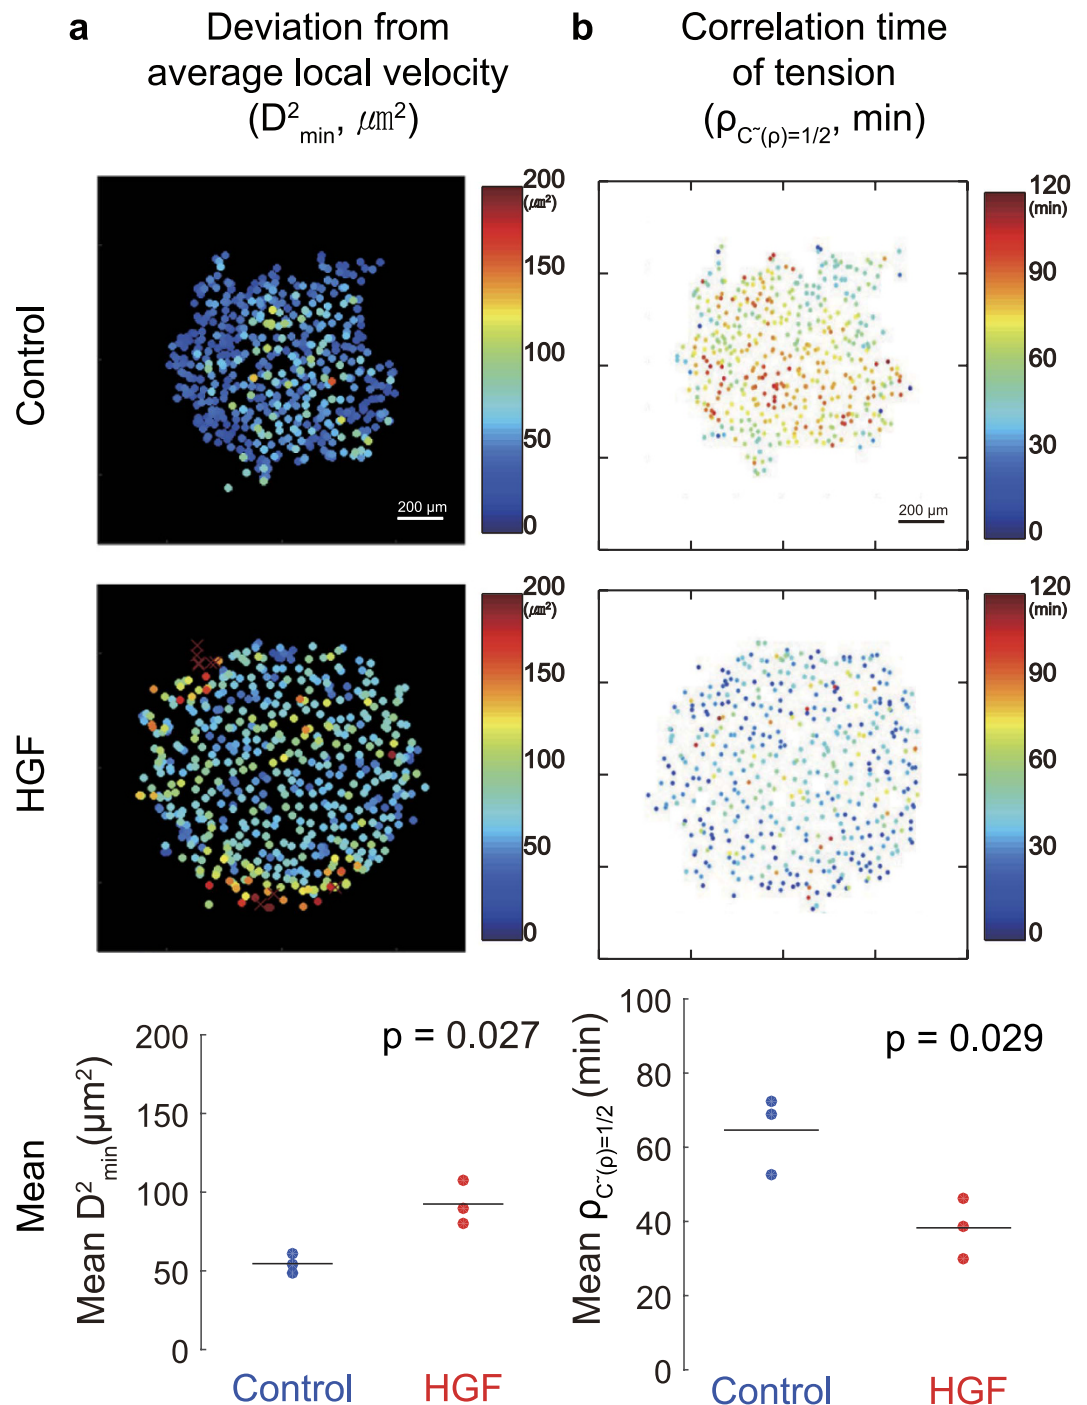 a
Deviation from
average local velocity
(D²min, μm²)
b
Correlation time
of tension
(ρC˜(ρ)=1/2, min)
Control
200
(μm²)
150
100
50
0
200 μm
120
(min)
90
60
30
0
200 μm
HGF
200
(μm²)
150
100
50
0
120
(min)
90
60
30
0
Mean
Mean D²min(μm²)
200
150
100
50
0
p = 0.027
Control
HGF
Mean ρC˜(ρ)=1/2 (min)
100
80
60
40
20
0
p = 0.029
Control
HGF